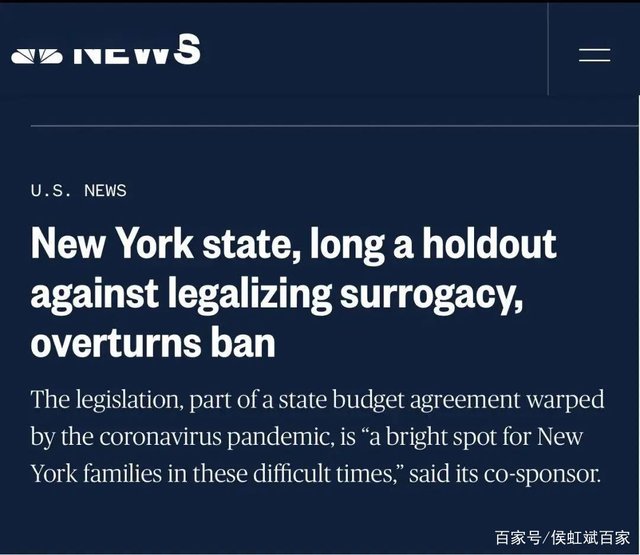 NEWS
U.S. NEWS
New York state, long a holdout
against legalizing surrogacy,
overturns ban
The legislation, part of a state budget agreement warped
by the coronavirus pandemic, is “a bright spot for New
York families in these difficult times,” said its co-sponsor.
百家号/侯虹斌百家